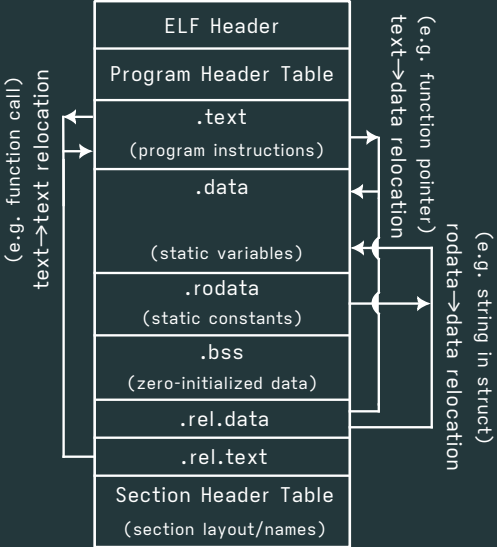 ELF Header
Program Header Table
.text
(program instructions)
.data
(static variables)
.rodata
(static constants)
.bss
(zero-initialized data)
.rel.data
.rel.text
Section Header Table
(section layout/names)
(e.g. function call)
text→text relocation
(e.g. function pointer)
text→data relocation
(e.g. string in struct)
rodata→data relocation